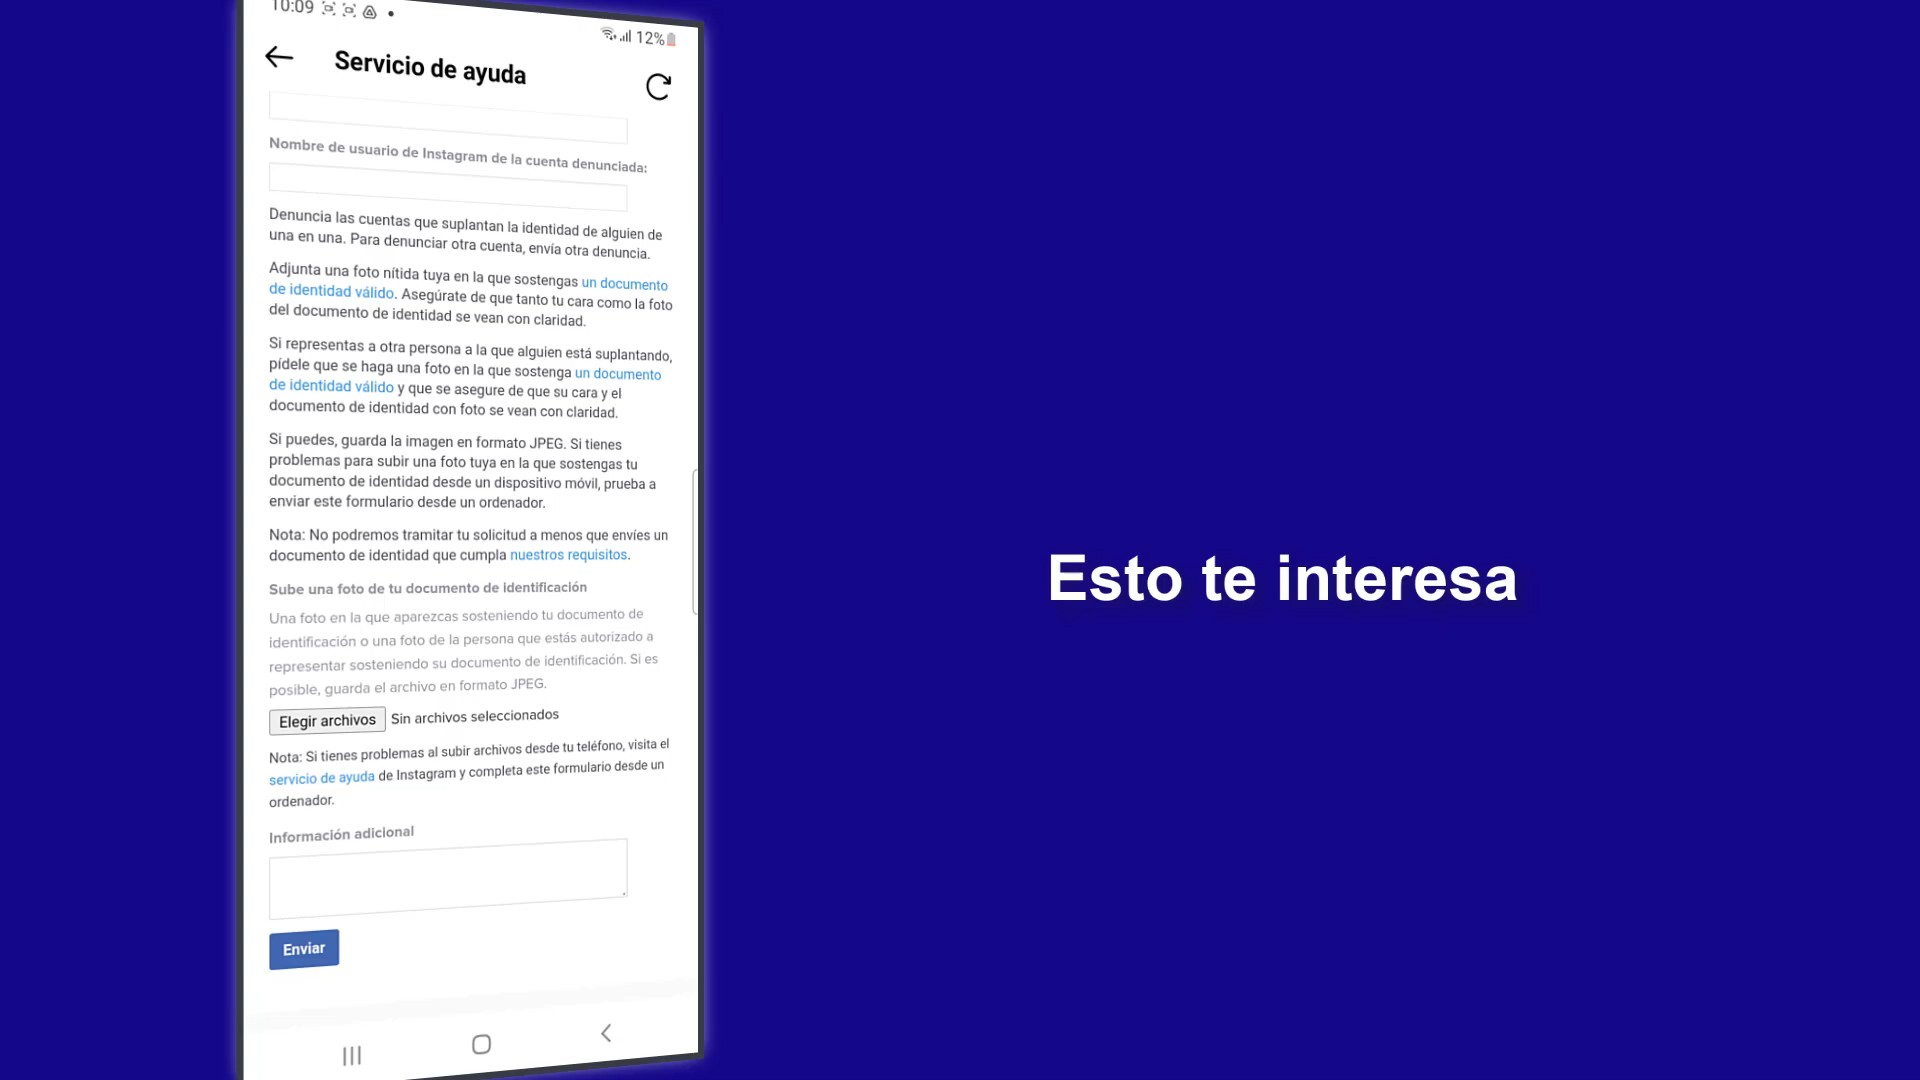 10:09
12%
Servicio de ayuda
Nombre de usuario de Instagram de la cuenta denunciada:
Denuncia las cuentas que suplantan la identidad de alguien de
una en una. Para denunciar otra cuenta, envía otra denuncia.
Adjunta una foto nítida tuya en la que sostengas un documento
de identidad válido. Asegúrate de que tanto tu cara como la foto
del documento de identidad se vean con claridad.
Si representas a otra persona a la que alguien está suplantando,
pídele que se haga una foto en la que sostenga un documento
de identidad válido y que se asegure de que su cara y el
documento de identidad con foto se vean con claridad.
Si puedes, guarda la imagen en formato JPEG. Si tienes
problemas para subir una foto tuya en la que sostengas tu
documento de identidad desde un dispositivo móvil, prueba a
enviar este formulario desde un ordenador.
Nota: No podremos tramitar tu solicitud a menos que envíes un
documento de identidad que cumpla nuestros requisitos.
Sube una foto de tu documento de identificación
Una foto en la que aparezcas sosteniendo tu documento de
identificación o una foto de la persona que estás autorizado a
representar sosteniendo su documento de identificación. Si es
posible, guarda el archivo en formato JPEG.
Elegir archivos Sin archivos seleccionados
Nota: Si tienes problemas al subir archivos desde tu teléfono, visita el
servicio de ayuda de Instagram y completa este formulario desde un
ordenador.
Información adicional
Enviar
Esto te interesa